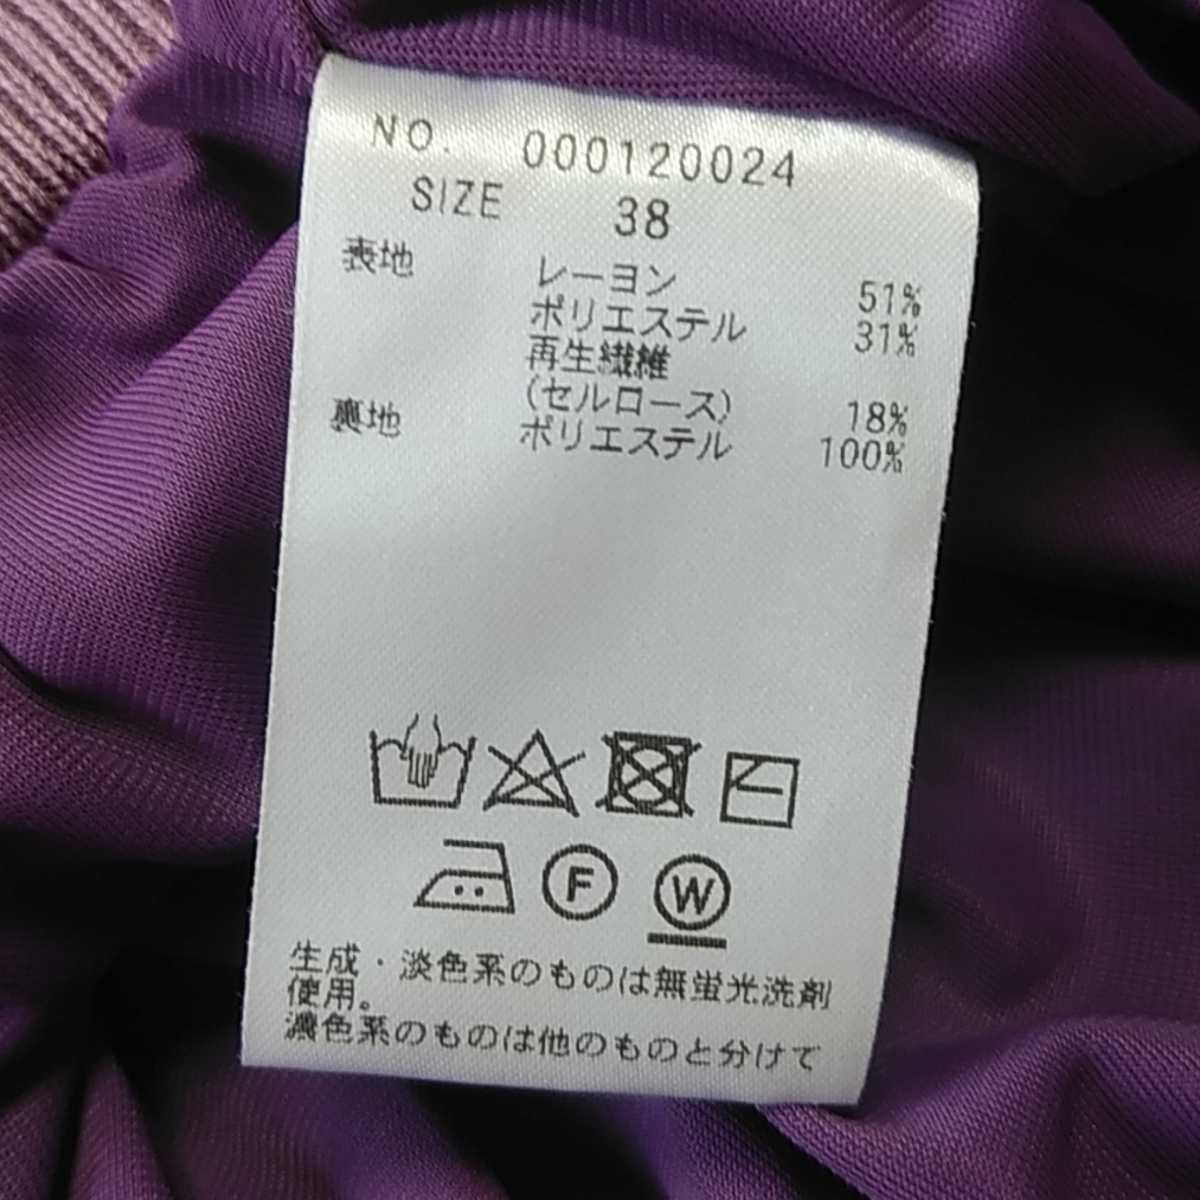 NO. 000120024
SIZE 38
表地 レーヨン 51%
ポリエステル 31%
再生繊維
(セルロース) 18%
裏地 ポリエステル 100%
F W
生成・淡色系のものは無蛍光洗剤
使用。
濃色系のものは他のものと分けて